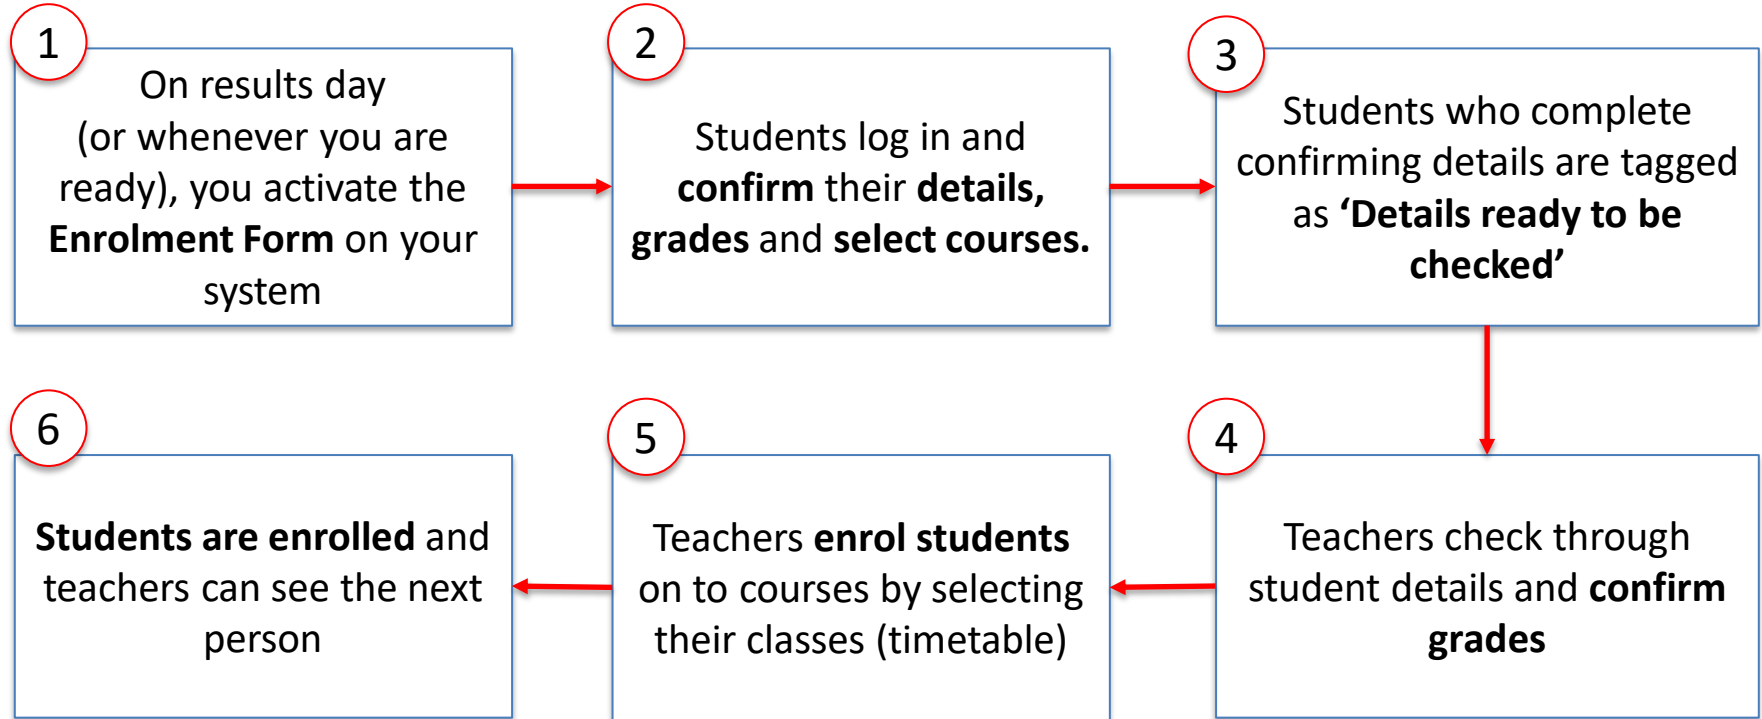 1
On results day
(or whenever you are
ready), you activate the
Enrolment Form on your
system
2
Students log in and
confirm their details,
grades and select courses.
3
Students who complete
confirming details are tagged
as ‘Details ready to be
checked’
4
Teachers check through
student details and confirm
grades
5
Teachers enrol students
on to courses by selecting
their classes (timetable)
6
Students are enrolled and
teachers can see the next
person